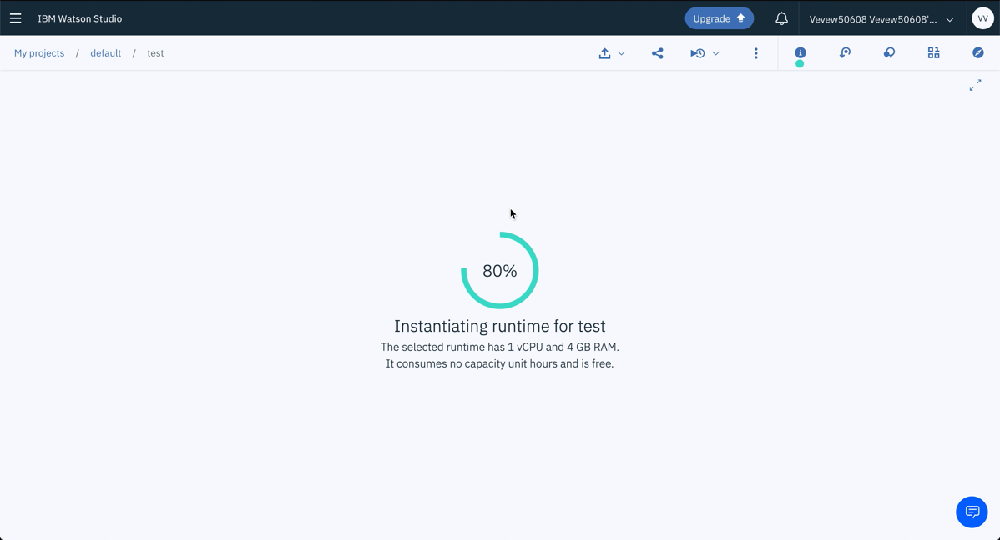 IBM Watson Studio
Upgrade
Vevew50608 Vevew50608'...
VV
My projects / default / test
80%
Instantiating runtime for test
The selected runtime has 1 vCPU and 4 GB RAM.
It consumes no capacity unit hours and is free.